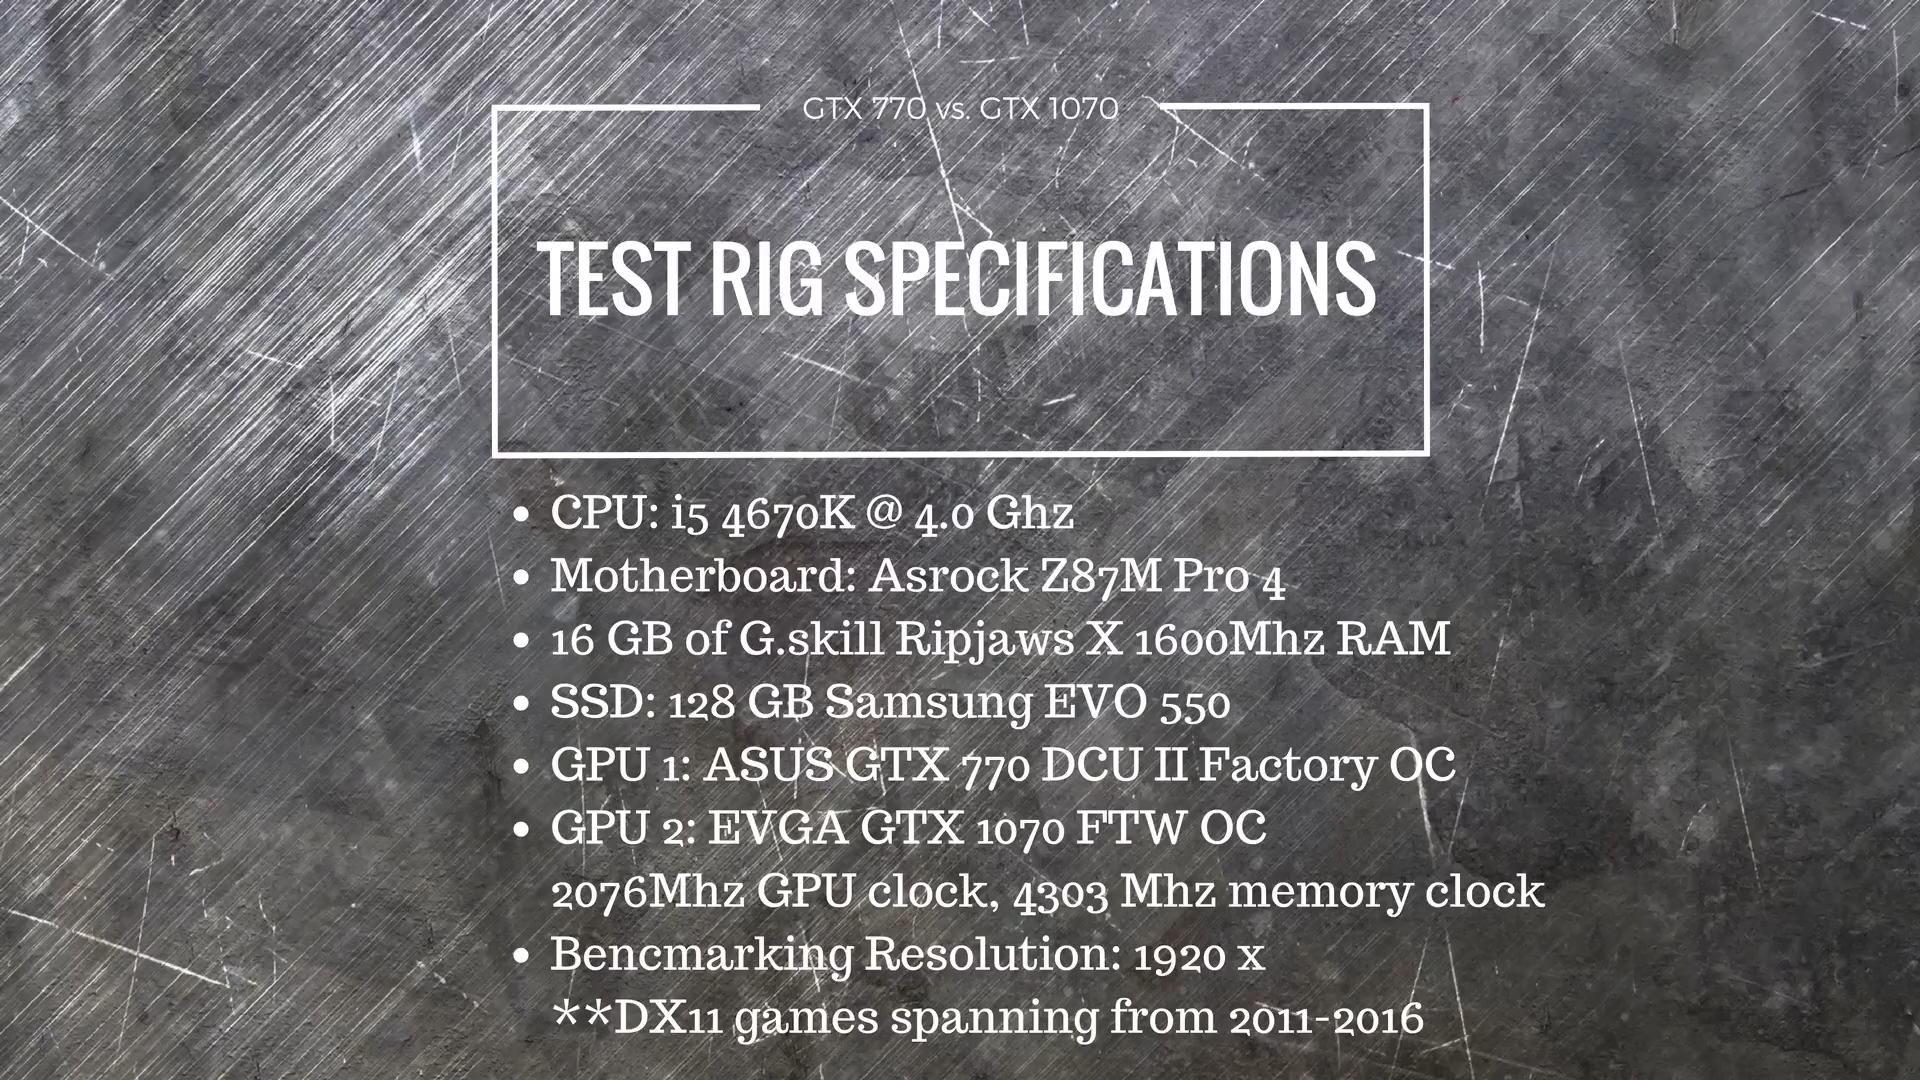 GTX 770 vs. GTX 1070
TEST RIG SPECIFICATIONS
• CPU: i5 4670K @ 4.0 Ghz
• Motherboard: Asrock Z87M Pro 4
• 16 GB of G.skill Ripjaws X 1600Mhz RAM
• SSD: 128 GB Samsung EVO 550
• GPU 1: ASUS GTX 770 DCU II Factory OC
• GPU 2: EVGA GTX 1070 FTW OC
2076Mhz GPU clock, 4303 Mhz memory clock
• Bencmarking Resolution: 1920 x
**DX11 games spanning from 2011-2016